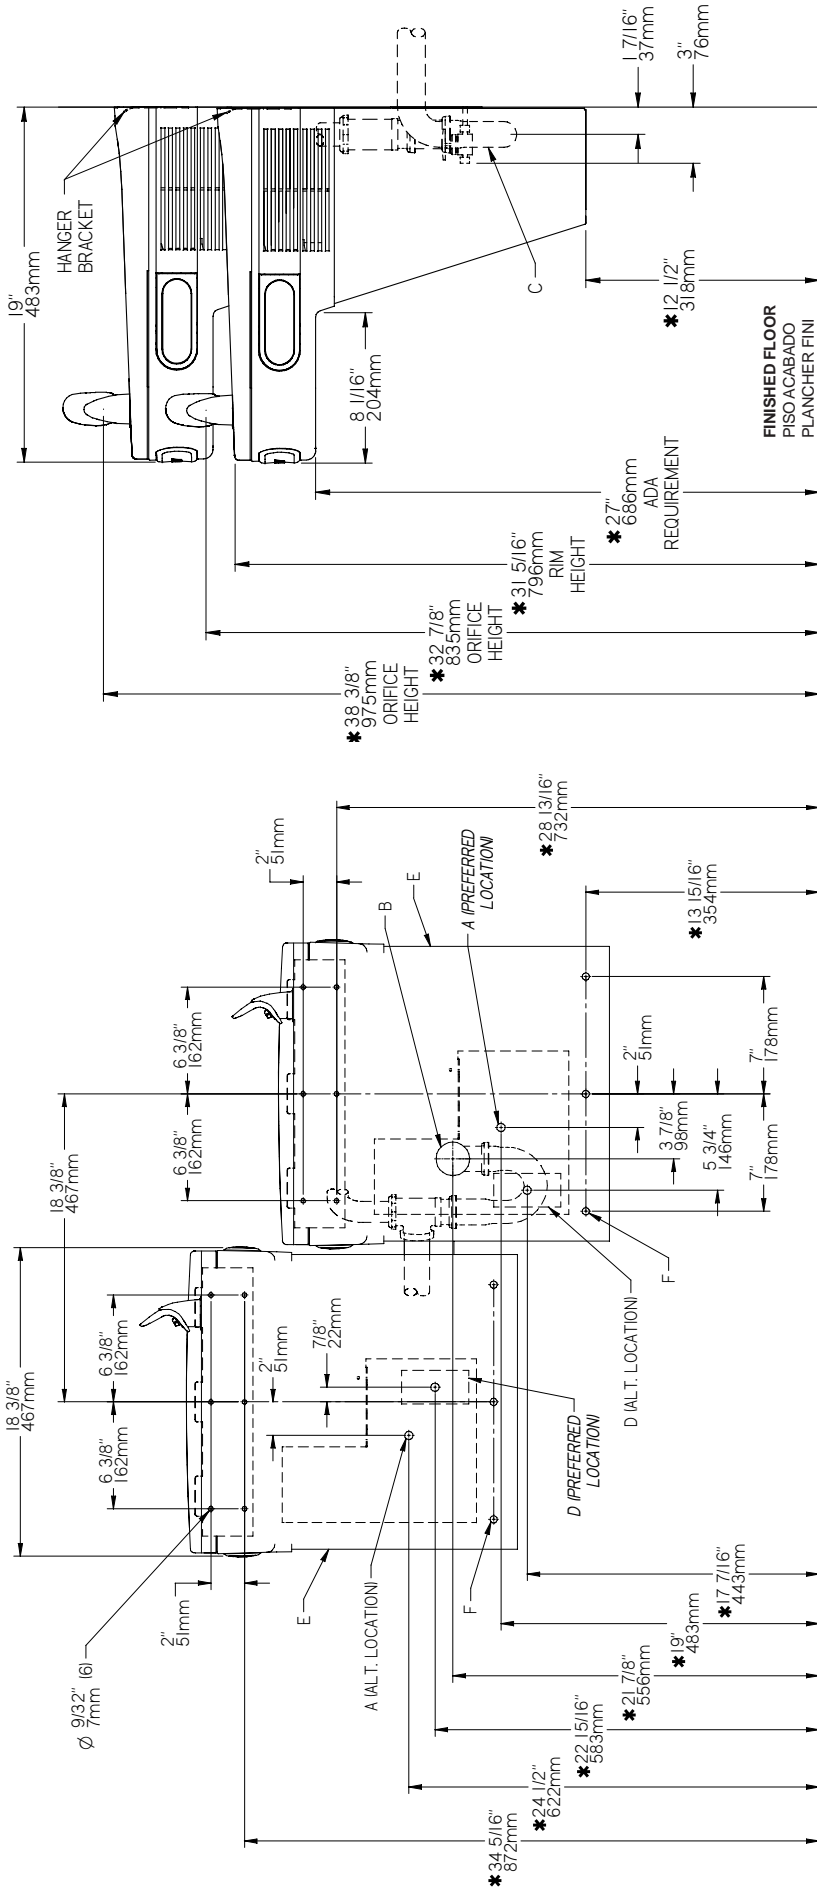 19"
483mm
HANGER
BRACKET
1 7/16"
37mm
3"
76mm
C
8 1/16"
204mm
*12 1/2"
318mm
FINISHED FLOOR
PISO ACABADO
PLANCHER FINI
*27"
686mm
ADA
REQUIREMENT
*31 5/16"
796mm
RIM
HEIGHT
*32 7/8"
835mm
ORIFICE
HEIGHT
*38 3/8"
975mm
ORIFICE
HEIGHT
18 3/8"
467mm
18 3/8"
467mm
6 3/8"
162mm
6 3/8"
162mm
6 3/8"
162mm
6 3/8"
162mm
2"
51mm
2"
51mm
Ø 9/32" (6)
7mm
2"
51mm
7/8"
22mm
B
E
A (PREFERRED
LOCATION)
E
A (ALT. LOCATION)
F
D (PREFERRED
LOCATION)
D (ALT. LOCATION)
F
2"
51mm
3 7/8"
98mm
5 3/4"
146mm
7"
178mm
7"
178mm
*28 13/16"
732mm
*13 15/16"
354mm
*17 7/16"
443mm
*19"
483mm
*21 7/8"
556mm
*22 15/16"
583mm
*24 1/2"
622mm
*34 5/16"
872mm